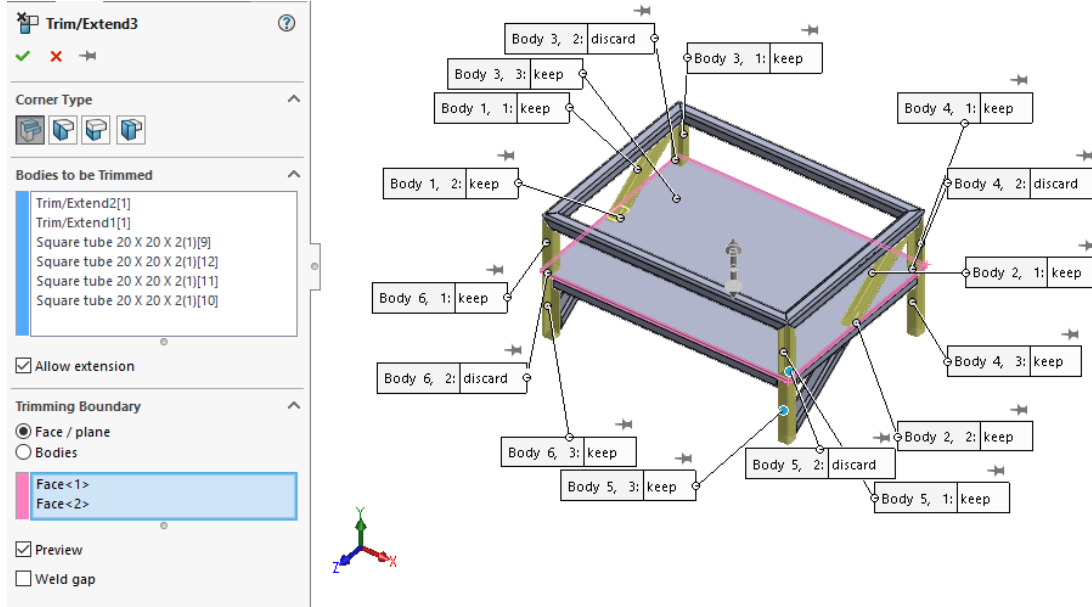 Trim/Extend3
?
Corner Type
Bodies to be Trimmed
Trim/Extend2[1]
Trim/Extend1[1]
Square tube 20 X 20 X 2(1)[9]
Square tube 20 X 20 X 2(1)[12]
Square tube 20 X 20 X 2(1)[11]
Square tube 20 X 20 X 2(1)[10]
Allow extension
Trimming Boundary
Face / plane
Bodies
Face<1>
Face<2>
Preview
Weld gap
Body 3, 2: discard
Body 3, 1: keep
Body 3, 3: keep
Body 1, 1: keep
Body 4, 1: keep
Body 1, 2: keep
Body 4, 2: discard
Body 2, 1: keep
Body 6, 1: keep
Body 4, 3: keep
Body 6, 2: discard
Body 2, 2: keep
Body 6, 3: keep
Body 5, 2: discard
Body 5, 3: keep
Body 5, 1: keep
Y
X
Z